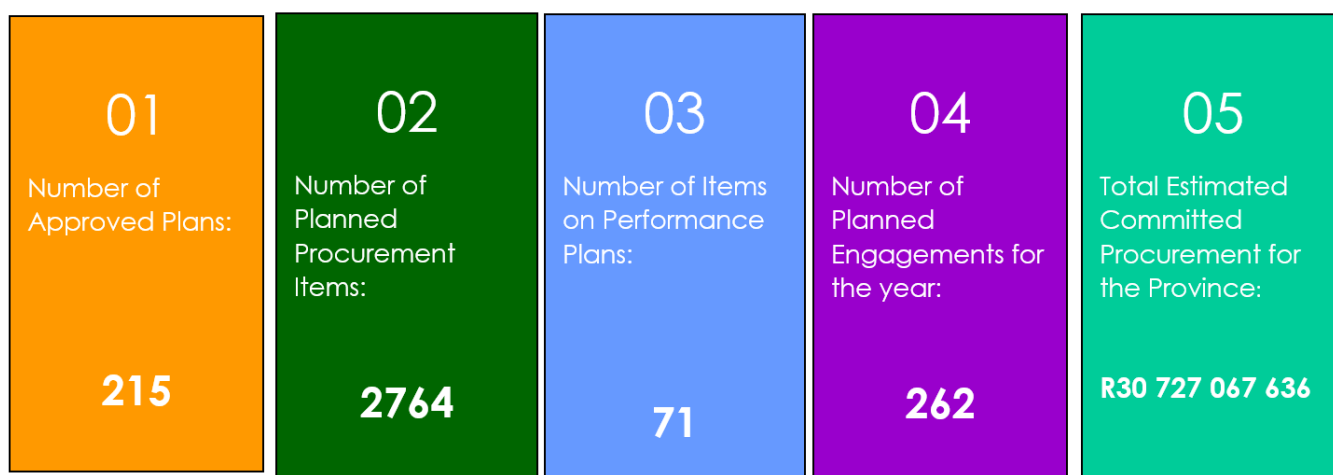 01
Number of
Approved Plans:
215
02
Number of
Planned
Procurement
Items:
2764
03
Number of Items
on Performance
Plans:
71
04
Number of
Planned
Engagements for
the year:
262
05
Total Estimated
Committed
Procurement for
the Province:
R30 727 067 636